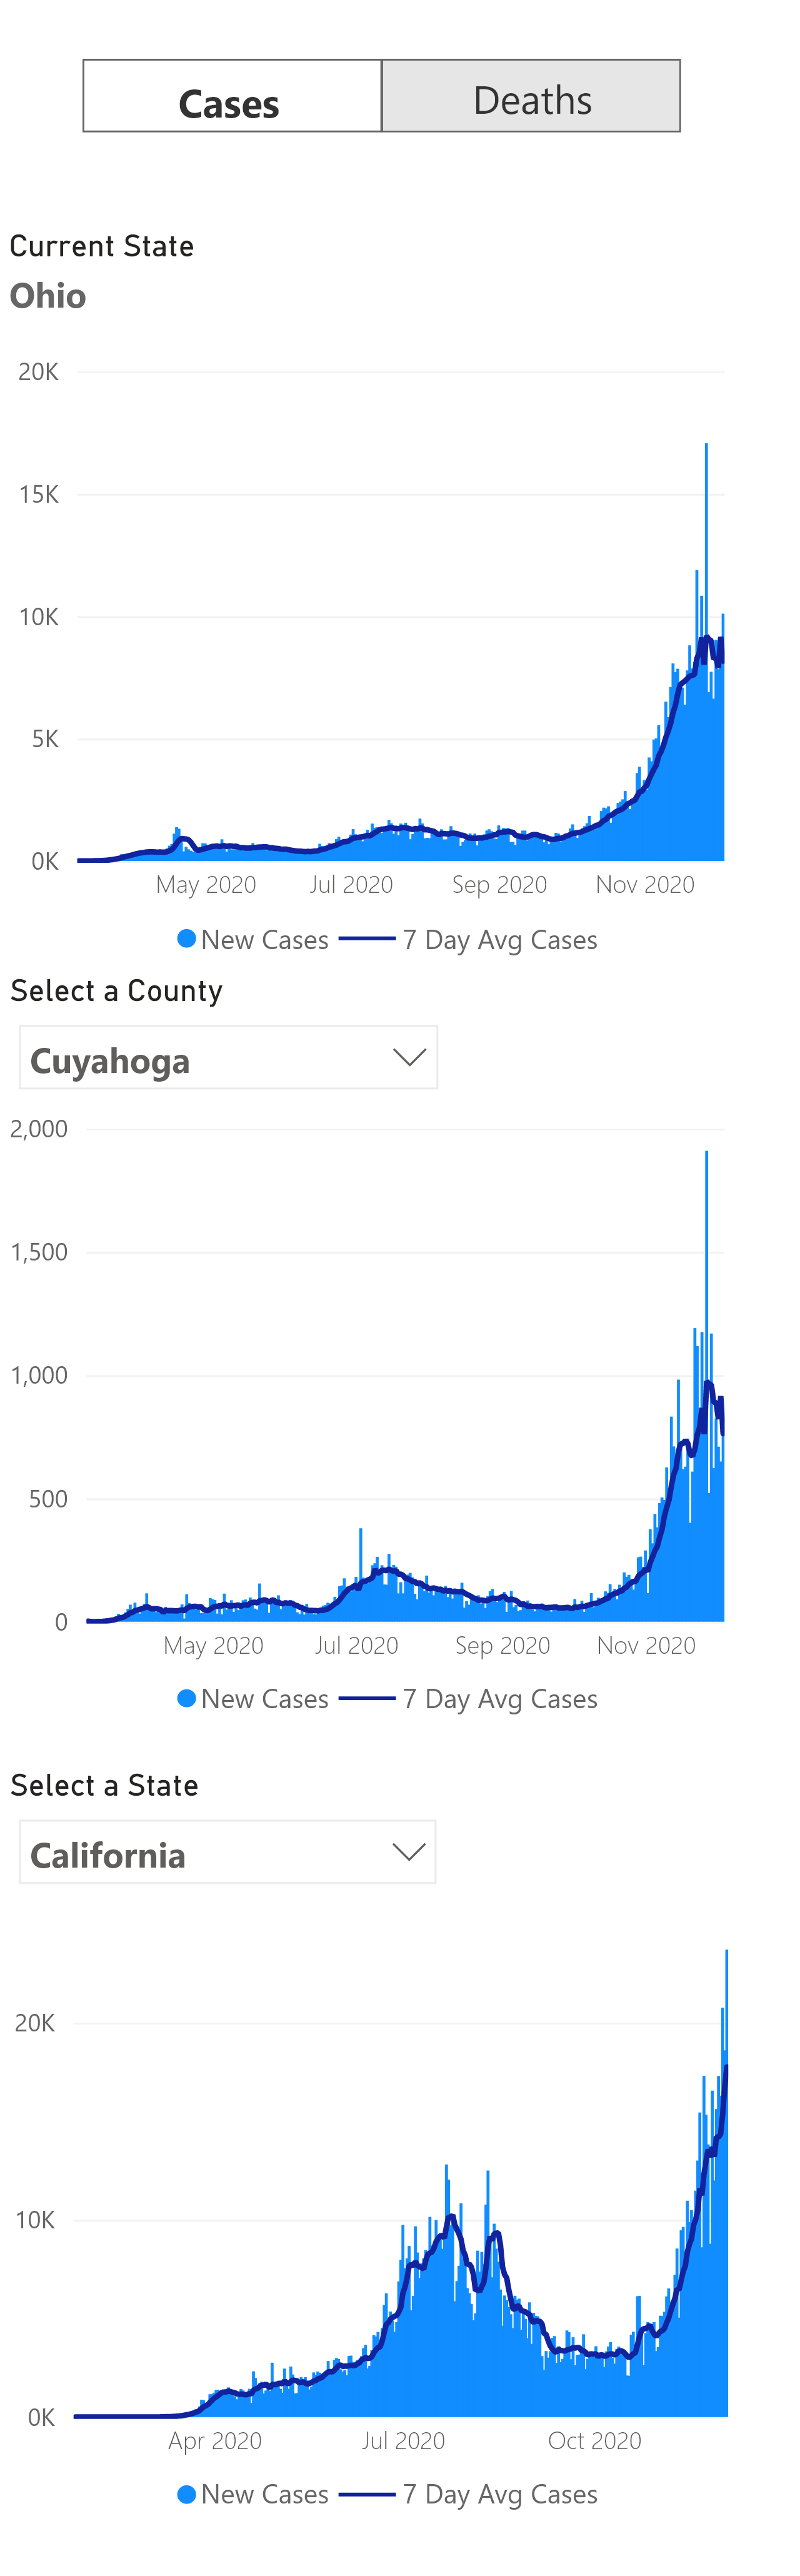 Cases Deaths
Current State
Ohio
20K
15K
10K
5K
0K
May 2020 Jul 2020 Sep 2020 Nov 2020
New Cases 7 Day Avg Cases
Select a County
Cuyahoga
2,000
1,500
1,000
500
0
May 2020 Jul 2020 Sep 2020 Nov 2020
New Cases 7 Day Avg Cases
Select a State
California
20K
10K
0K
Apr 2020 Jul 2020 Oct 2020
New Cases 7 Day Avg Cases